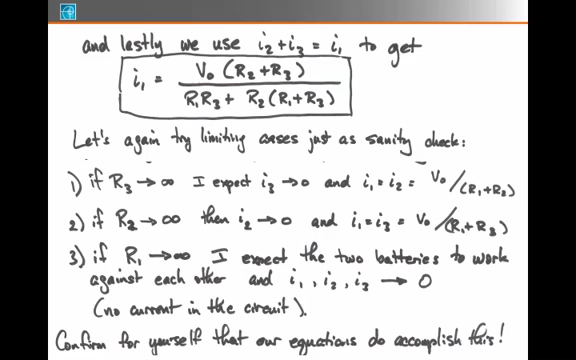 and lastly we use i₂+i₃ = i₁ to get
i₁ = V₀ (R₂+R₃) / R₁R₃ + R₂(R₁+R₃)
Let's again try limiting cases just as sanity check:
1) if R₃ → ∞ I expect i₃ → 0 and i₁ = i₂ = V₀/(R₁+R₂)
2) if R₂ → ∞ then i₂ → 0 and i₁ = i₃ = V₀/(R₁+R₃)
3) if R₁ → ∞ I expect the two batteries to work
against each other and i₁, i₂, i₃ → 0
(no current in the circuit).
Confirm for yourself that our equations do accomplish this!